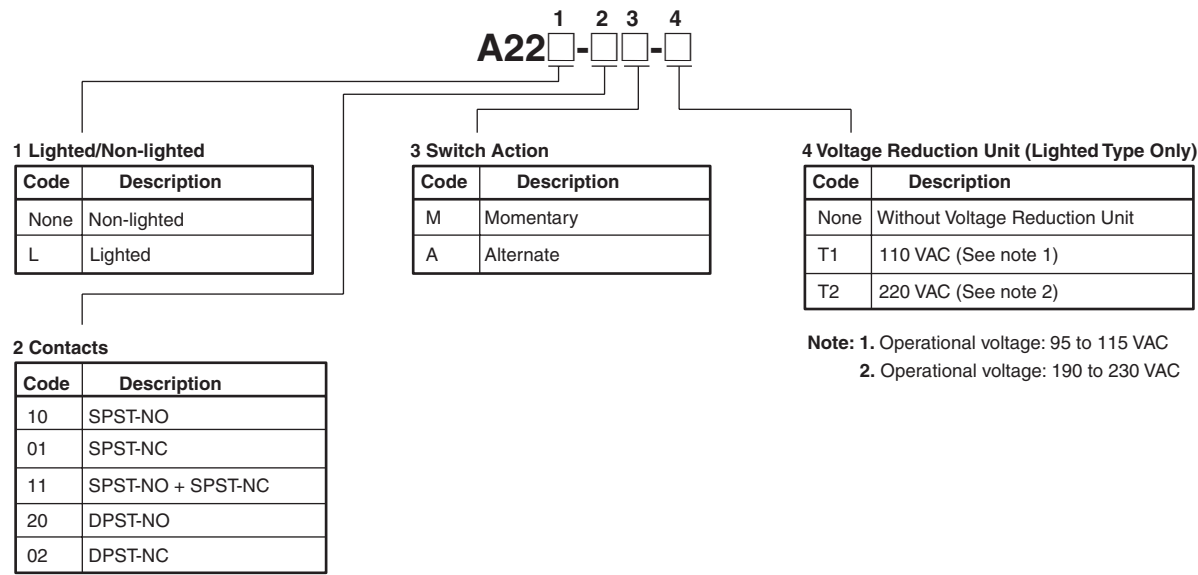 1 2 3 4
A22□-□□-□
1 Lighted/Non-lighted
Code Description
None Non-lighted
L Lighted
2 Contacts
Code Description
10 SPST-NO
01 SPST-NC
11 SPST-NO + SPST-NC
20 DPST-NO
02 DPST-NC
3 Switch Action
Code Description
M Momentary
A Alternate
4 Voltage Reduction Unit (Lighted Type Only)
Code Description
None Without Voltage Reduction Unit
T1 110 VAC (See note 1)
T2 220 VAC (See note 2)
Note: 1. Operational voltage: 95 to 115 VAC
2. Operational voltage: 190 to 230 VAC